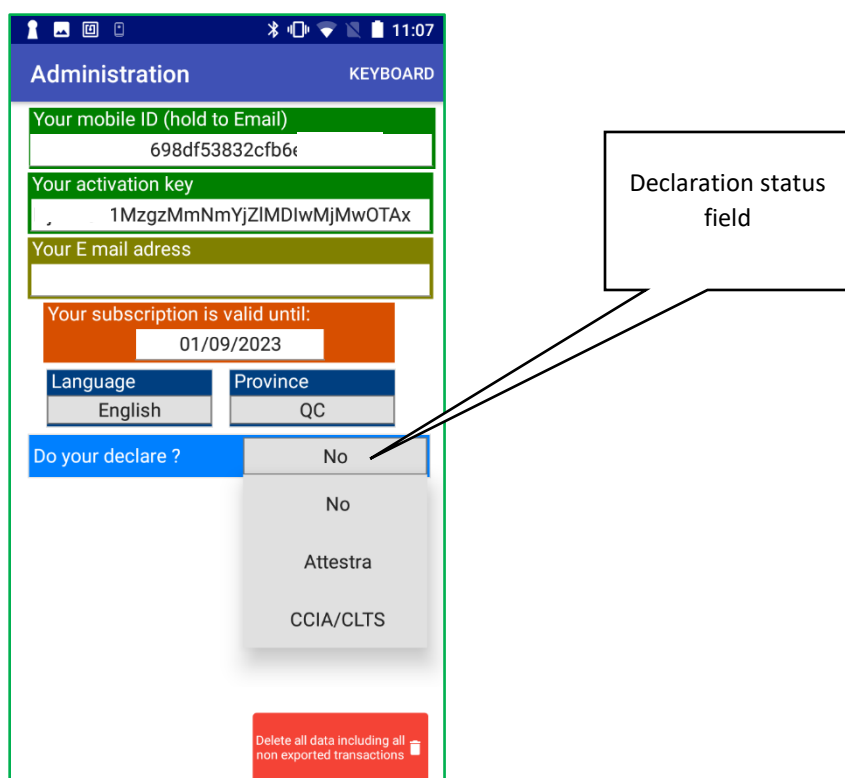 11:07
Administration KEYBOARD
Your mobile ID (hold to Email)
698df53832cfb6
Your activation key
1MzgzMmNmYjZlMDIwMjMwOTAx
Your E mail adress
Your subscription is valid until:
01/09/2023
Language Province
English QC
Do your declare ? No
No
Attestra
CCIA/CLTS
Delete all data including all
non exported transactions
Declaration status
field